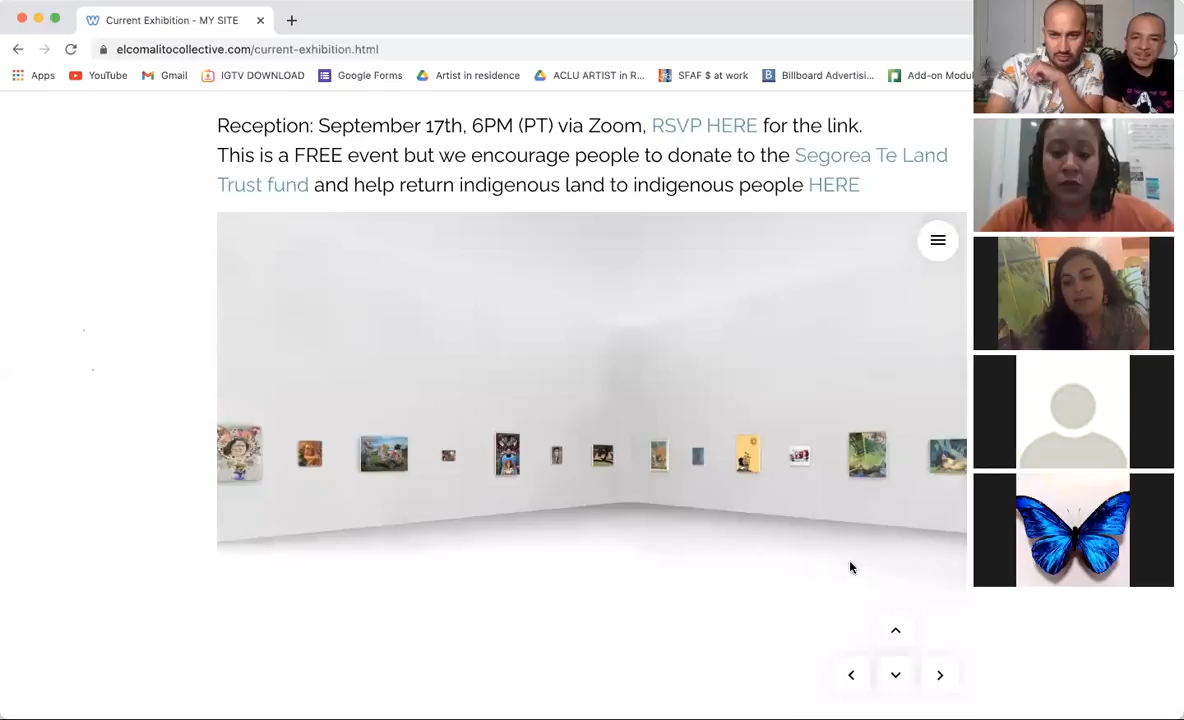 Current Exhibition - MY SITE
elcomalitocollective.com/current-exhibition.html
Apps YouTube Gmail IGTV DOWNLOAD Google Forms Artist in residence ACLU ARTIST in R... SFAF $ at work Billboard Advertisi... Add-on Modul
Reception: September 17th, 6PM (PT) via Zoom, RSVP HERE for the link.
This is a FREE event but we encourage people to donate to the Segorea Te Land
Trust fund and help return indigenous land to indigenous people HERE